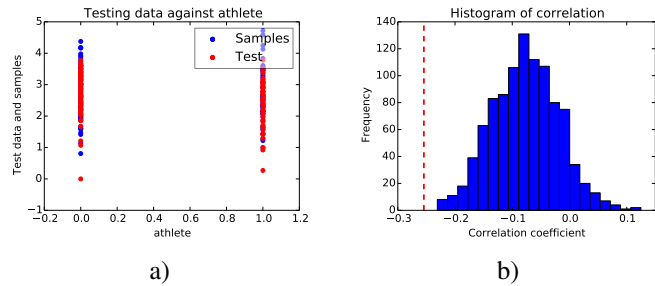 Testing data against athlete
Test data and samples
5
4
3
2
1
0
−1
Samples
Test
−0.2 0.0 0.2 0.4 0.6 0.8 1.0 1.2
athlete
a)
Histogram of correlation
Frequency
140
120
100
80
60
40
20
0
−0.3 −0.2 −0.1 0.0 0.1
Correlation coefficient
b)